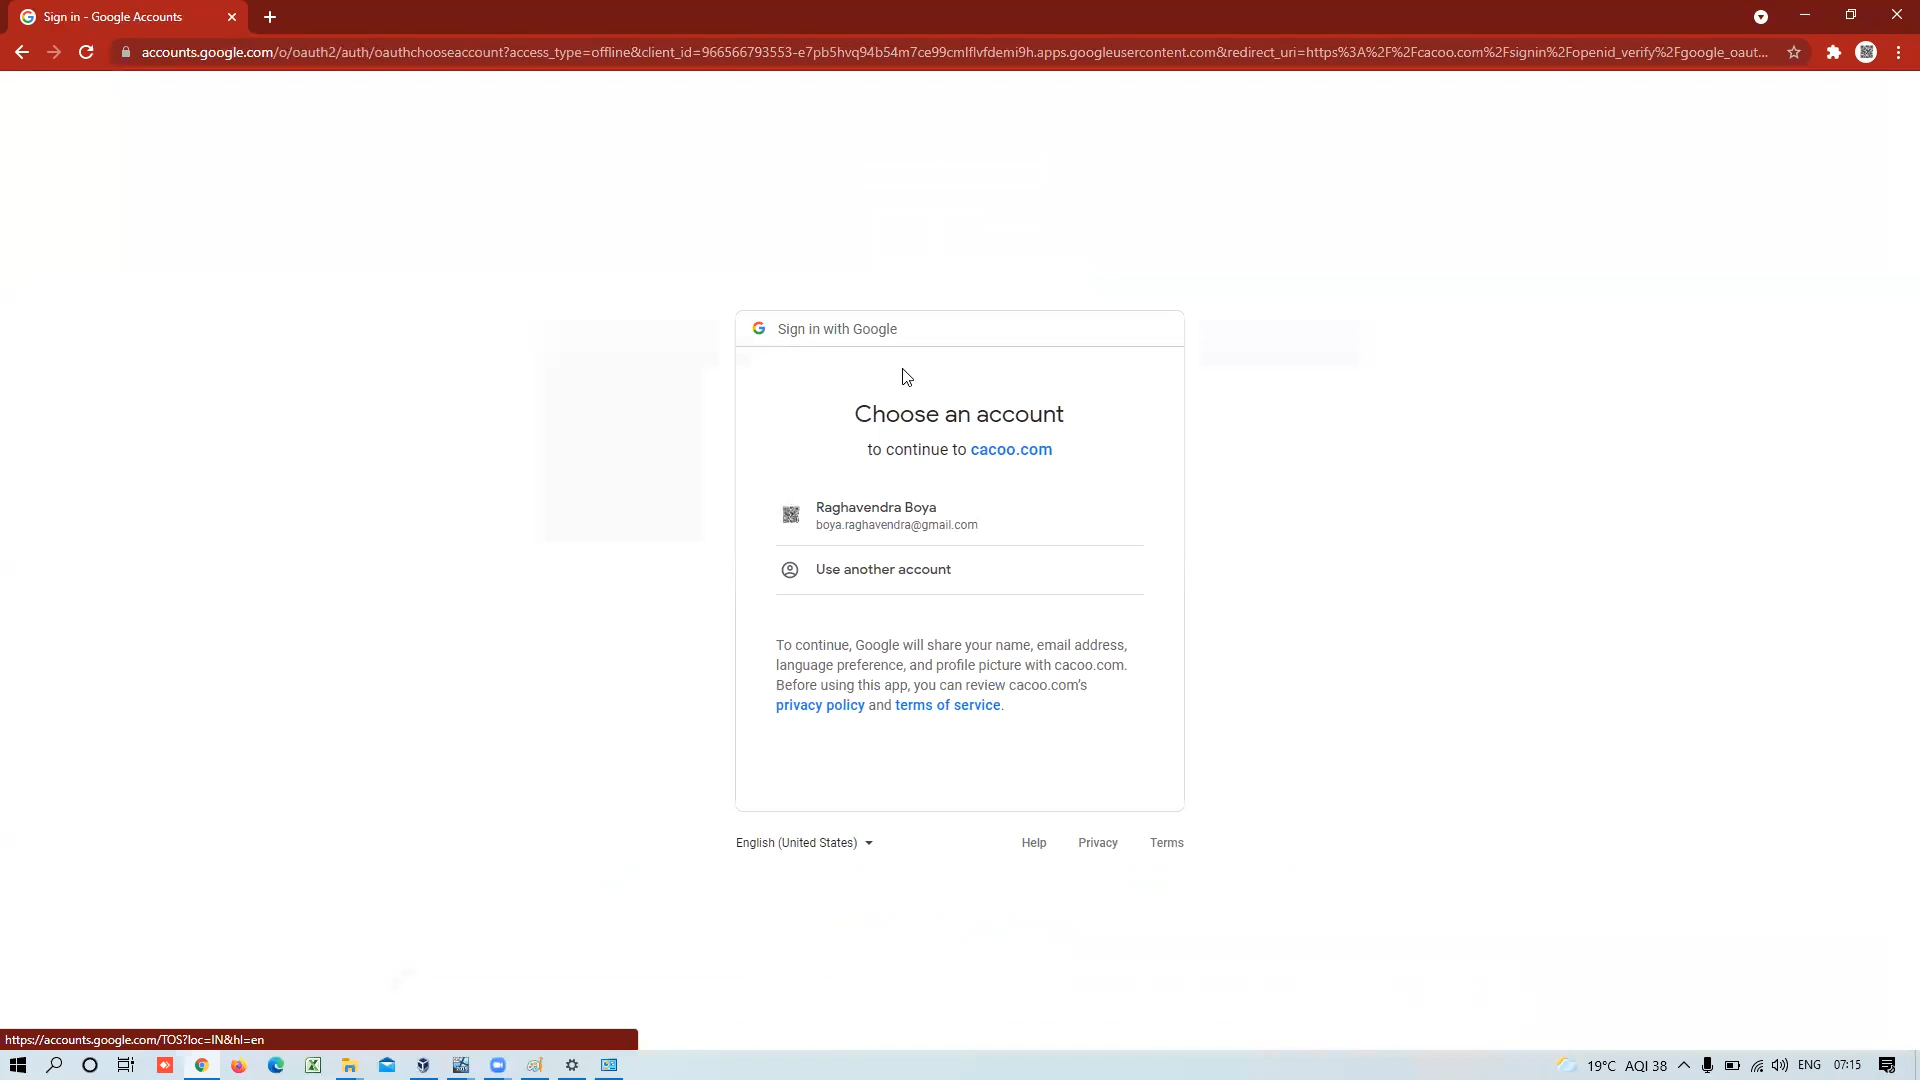 Sign in - Google Accounts
accounts.google.com/o/oauth2/auth/oauthchooseaccount?access_type=offline&client_id=966566793553-e7pb5hvq94b54m7ce99cmlflvfdemi9h.apps.googleusercontent.com&redirect_uri=https%3A%2F%2Fcacoo.com%2Fsignin%2Fopenid_verify%2Fgoogle_oaut...
Sign in with Google
Choose an account
to continue to cacoo.com
Raghavendra Boya
boya.raghavendra@gmail.com
Use another account
To continue, Google will share your name, email address,
language preference, and profile picture with cacoo.com.
Before using this app, you can review cacoo.com's
privacy policy and terms of service.
English (United States) Help Privacy Terms
https://accounts.google.com/TOS?loc=IN&hl=en
19°C AQI 38 ENG 07:15